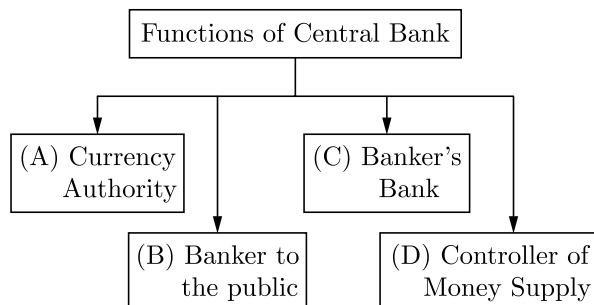 Functions of Central Bank
(A) Currency
Authority
(C) Banker's
Bank
(B) Banker to
the public
(D) Controller of
Money Supply